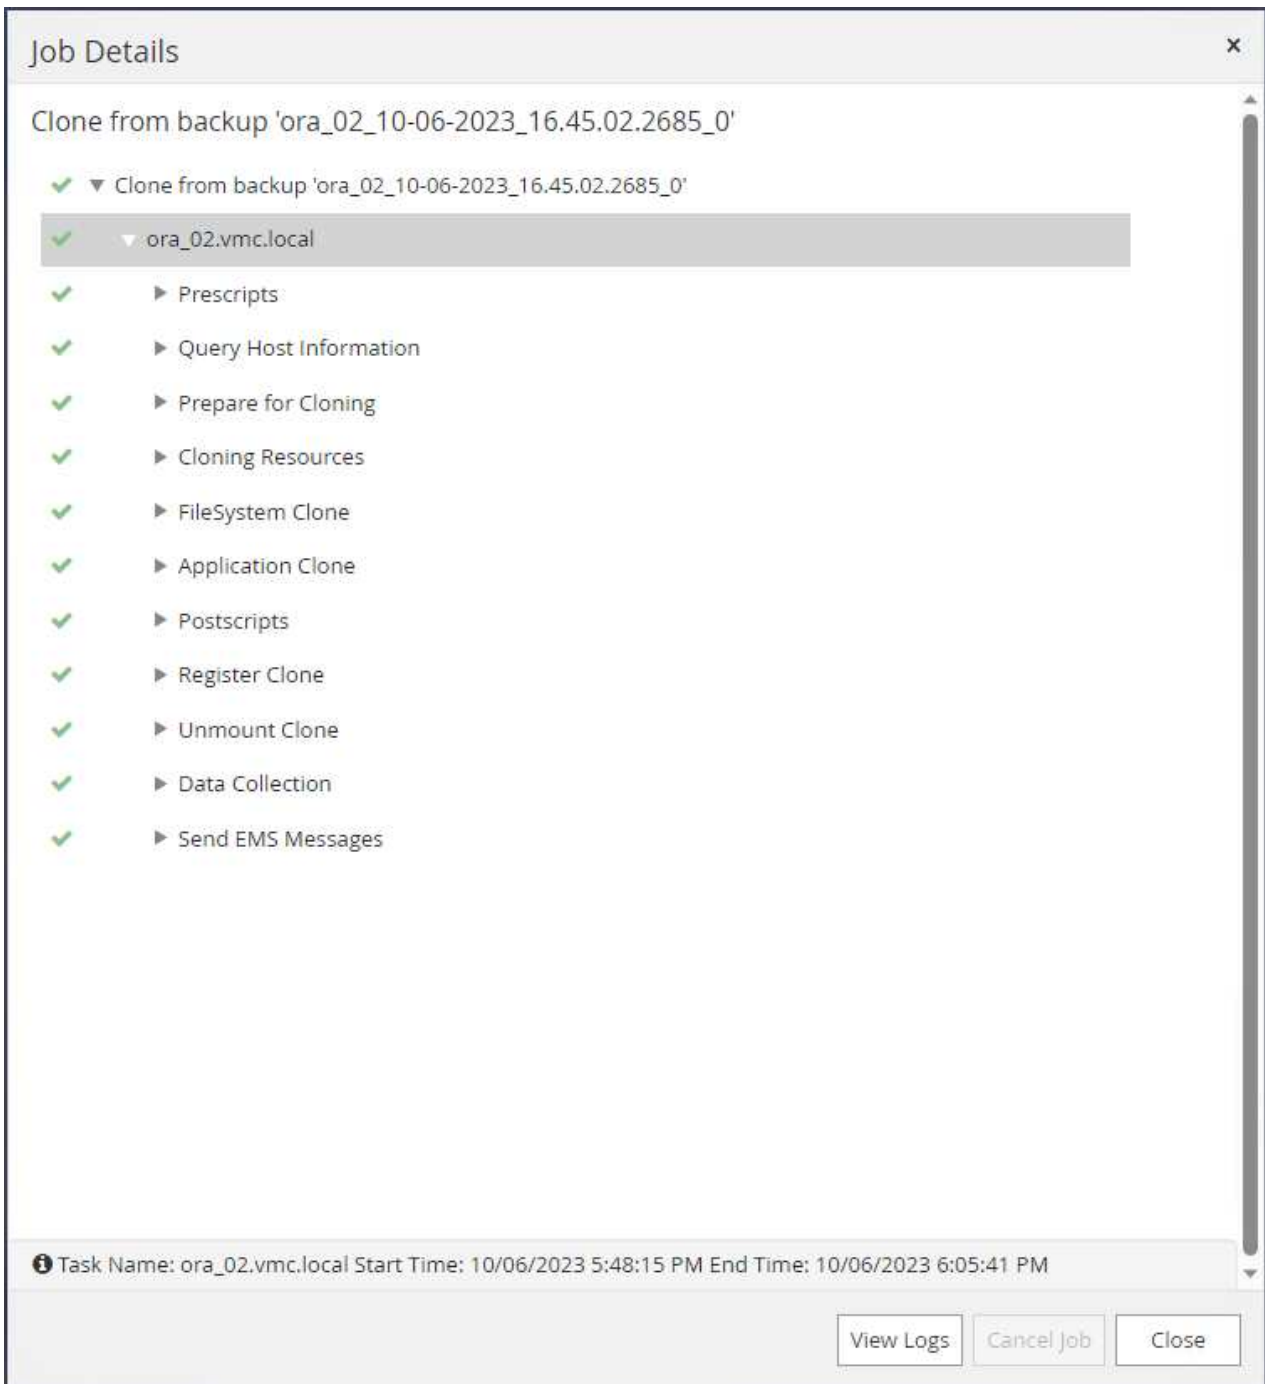 Job Details
Clone from backup 'ora_02_10-06-2023_16.45.02.2685_0'
Clone from backup 'ora_02_10-06-2023_16.45.02.2685_0'
ora_02.vmc.local
Prescripts
Query Host Information
Prepare for Cloning
Cloning Resources
FileSystem Clone
Application Clone
Postscripts
Register Clone
Unmount Clone
Data Collection
Send EMS Messages
Task Name: ora_02.vmc.local Start Time: 10/06/2023 5:48:15 PM End Time: 10/06/2023 6:05:41 PM
View Logs Cancel Job Close